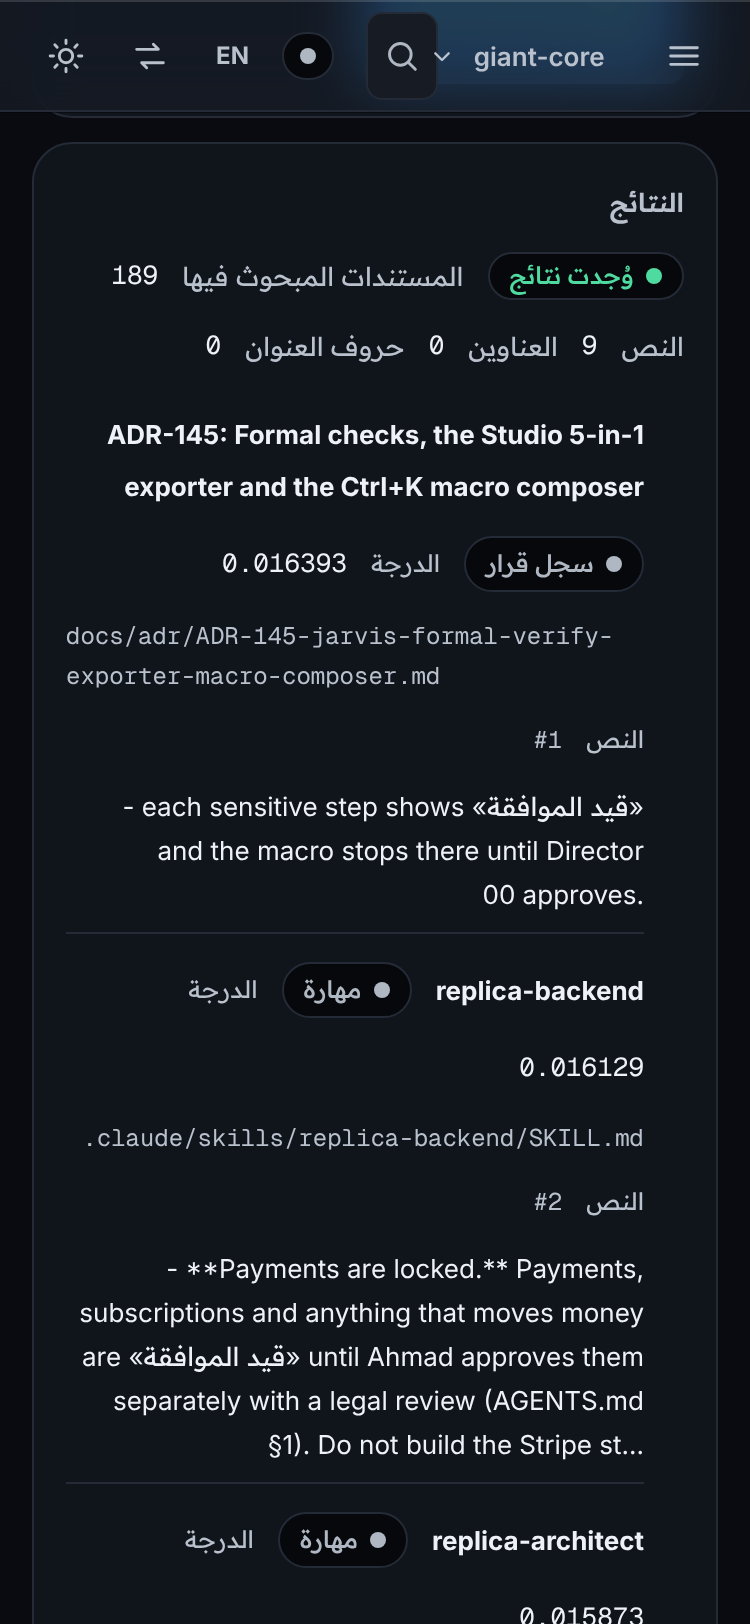 EN
giant-core
النتائج
وُجدت نتائج المستندات المبحوث فيها 189
النص 9 العناوين 0 حروف العنوان 0
ADR-145: Formal checks, the Studio 5-in-1
exporter and the Ctrl+K macro composer
سجل قرار الدرجة 0.016393
docs/adr/ADR-145-jarvis-formal-verify-
exporter-macro-composer.md
النص #1
- each sensitive step shows «قيد الموافقة»
and the macro stops there until Director
00 approves.
replica-backend مهارة الدرجة
0.016129
.claude/skills/replica-backend/SKILL.md
النص #2
- **Payments are locked.** Payments,
subscriptions and anything that moves money
are «قيد الموافقة» until Ahmad approves them
separately with a legal review (AGENTS.md
§1). Do not build the Stripe st...
replica-architect مهارة الدرجة
0.015873